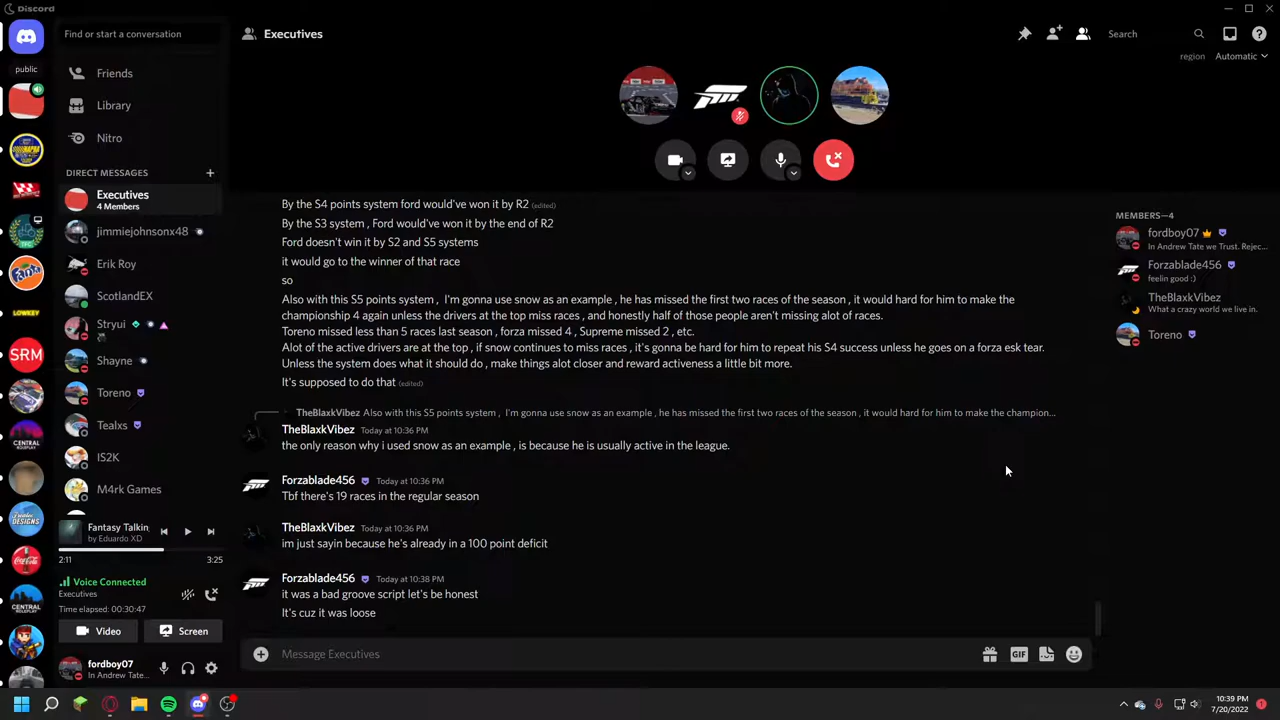 Discord
Find or start a conversation
Executives
Search
region
Automatic
public
Friends
Library
Nitro
DIRECT MESSAGES
Executives
4 Members
jimmiejohnsonx48
Erik Roy
ScotlandEX
Stryui
Shayne
Toreno
Tealxs
IS2K
M4rk Games
LOWKEY
SRM
CENTRAL
DESIGNS
Coca-Cola
CENTRAL
Fantasy Talkin
by Eduardo XD
2:11
3:25
Voice Connected
Executives
Time elapsed: 00:30:47
Video
Screen
fordboy07
In Andrew Tate ...
By the S4 points system ford would've won it by R2 (edited)
By the S3 system , Ford would've won it by the end of R2
Ford doesn't win it by S2 and S5 systems
it would go to the winner of that race
so
Also with this S5 points system , I'm gonna use snow as an example , he has missed the first two races of the season , it would hard for him to make the
championship 4 again unless the drivers at the top miss races , and honestly half of those people aren't missing alot of races.
Toreno missed less than 5 races last season , forza missed 4 , Supreme missed 2 , etc.
Alot of the active drivers are at the top , if snow continues to miss races , it's gonna be hard for him to repeat his S4 success unless he goes on a forza esk tear.
Unless the system does what it should do , make things alot closer and reward activeness a little bit more.
It's supposed to do that (edited)
TheBlaxkVibez Also with this S5 points system , I'm gonna use snow as an example , he has missed the first two races of the season , it would hard for him to make the champion...
TheBlaxkVibez Today at 10:36 PM
the only reason why i used snow as an example , is because he is usually active in the league.
Forzablade456 Today at 10:36 PM
Tbf there's 19 races in the regular season
TheBlaxkVibez Today at 10:36 PM
im just sayin because he's already in a 100 point deficit
Forzablade456 Today at 10:38 PM
it was a bad groove script let's be honest
It's cuz it was loose
Message Executives
GIF
MEMBERS—4
fordboy07
In Andrew Tate we Trust. Rejec...
Forzablade456
feelin good :)
TheBlaxkVibez
What a crazy world we live in.
Toreno
10:39 PM
7/20/2022